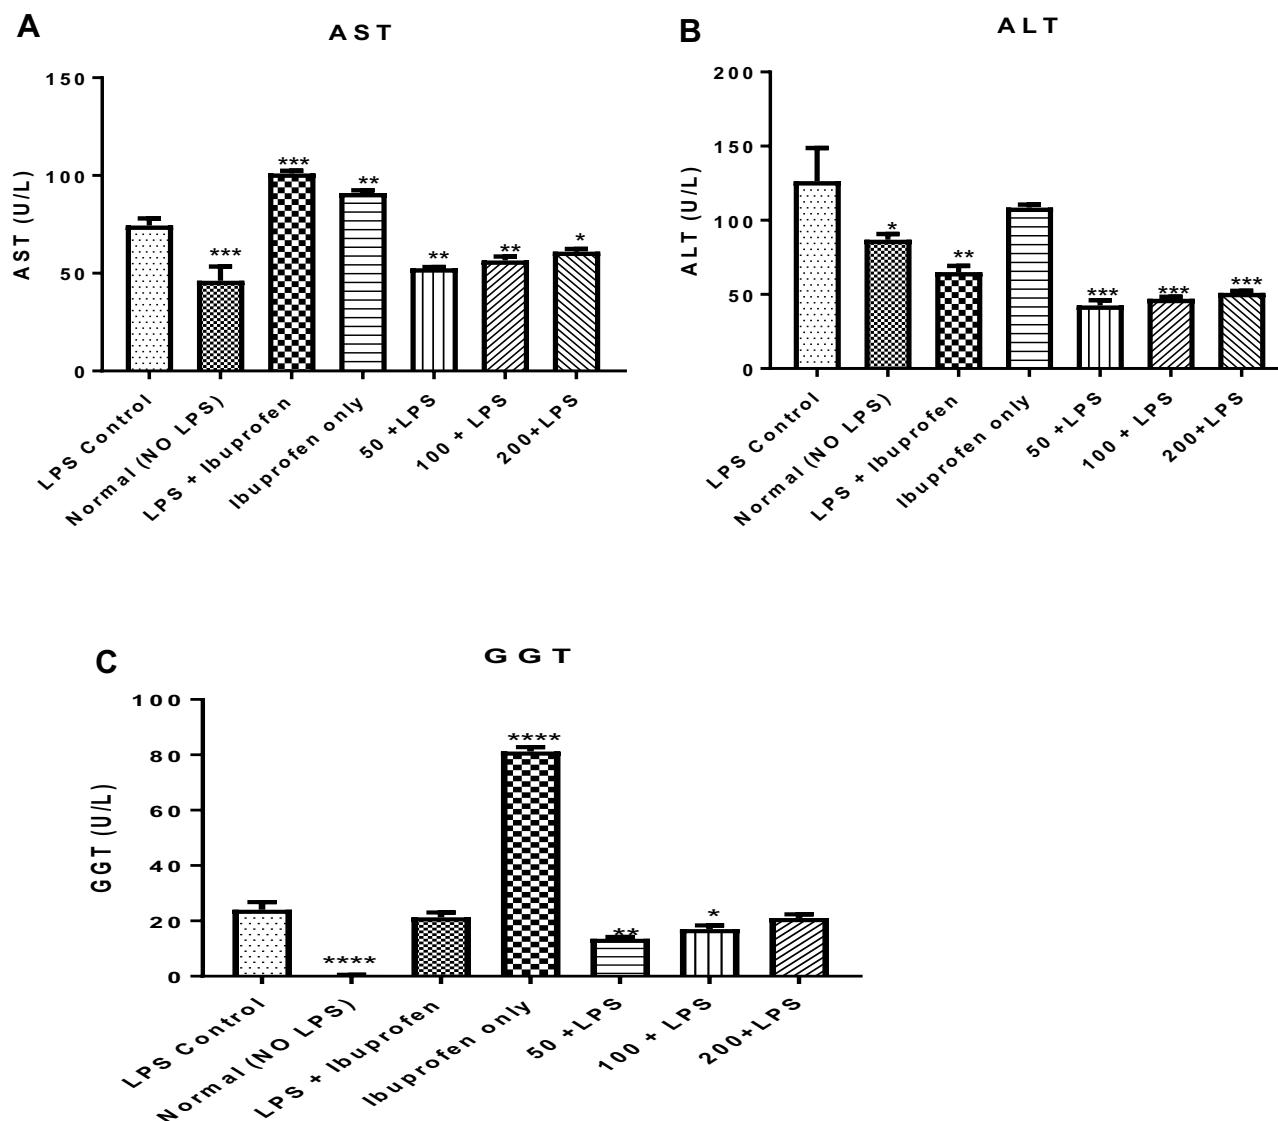 A
AST
AST (U/L)
150
100
50
0
***
***
**
**
**
*
LPS Control
Normal (NO LPS)
LPS + Ibuprofen
Ibuprofen only
50 +LPS
100 + LPS
200+LPS
B
ALT
ALT (U/L)
200
150
100
50
0
*
**
***
***
***
LPS Control
Normal (NO LPS)
LPS + Ibuprofen
Ibuprofen only
50 +LPS
100 + LPS
200+LPS
C
GGT
GGT (U/L)
100
80
60
40
20
0
****
****
**
*
LPS Control
Normal (NO LPS)
LPS + Ibuprofen
Ibuprofen only
50 +LPS
100 + LPS
200+LPS